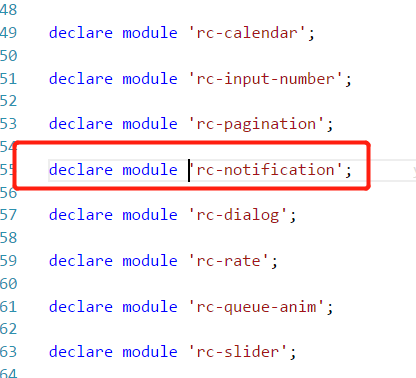 48
49 declare module 'rc-calendar';
50
51 declare module 'rc-input-number';
52
53 declare module 'rc-pagination';
54
55 declare module 'rc-notification';
56
57 declare module 'rc-dialog';
58
59 declare module 'rc-rate';
60
61 declare module 'rc-queue-anim';
62
63 declare module 'rc-slider';
64